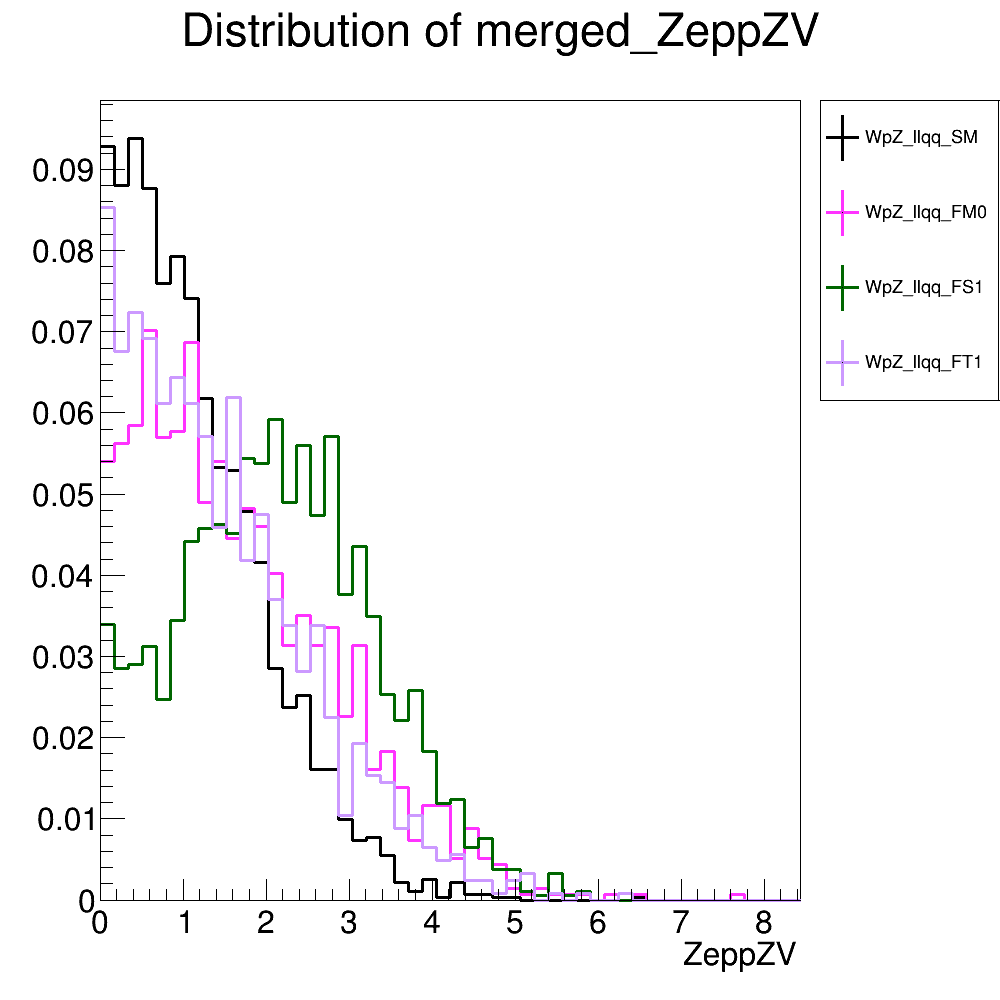 Distribution of merged_ZeppZV
WpZ_llqq_SM
WpZ_llqq_FM0
WpZ_llqq_FS1
WpZ_llqq_FT1
0.09
0.08
0.07
0.06
0.05
0.04
0.03
0.02
0.01
0
0 1 2 3 4 5 6 7 8
ZeppZV